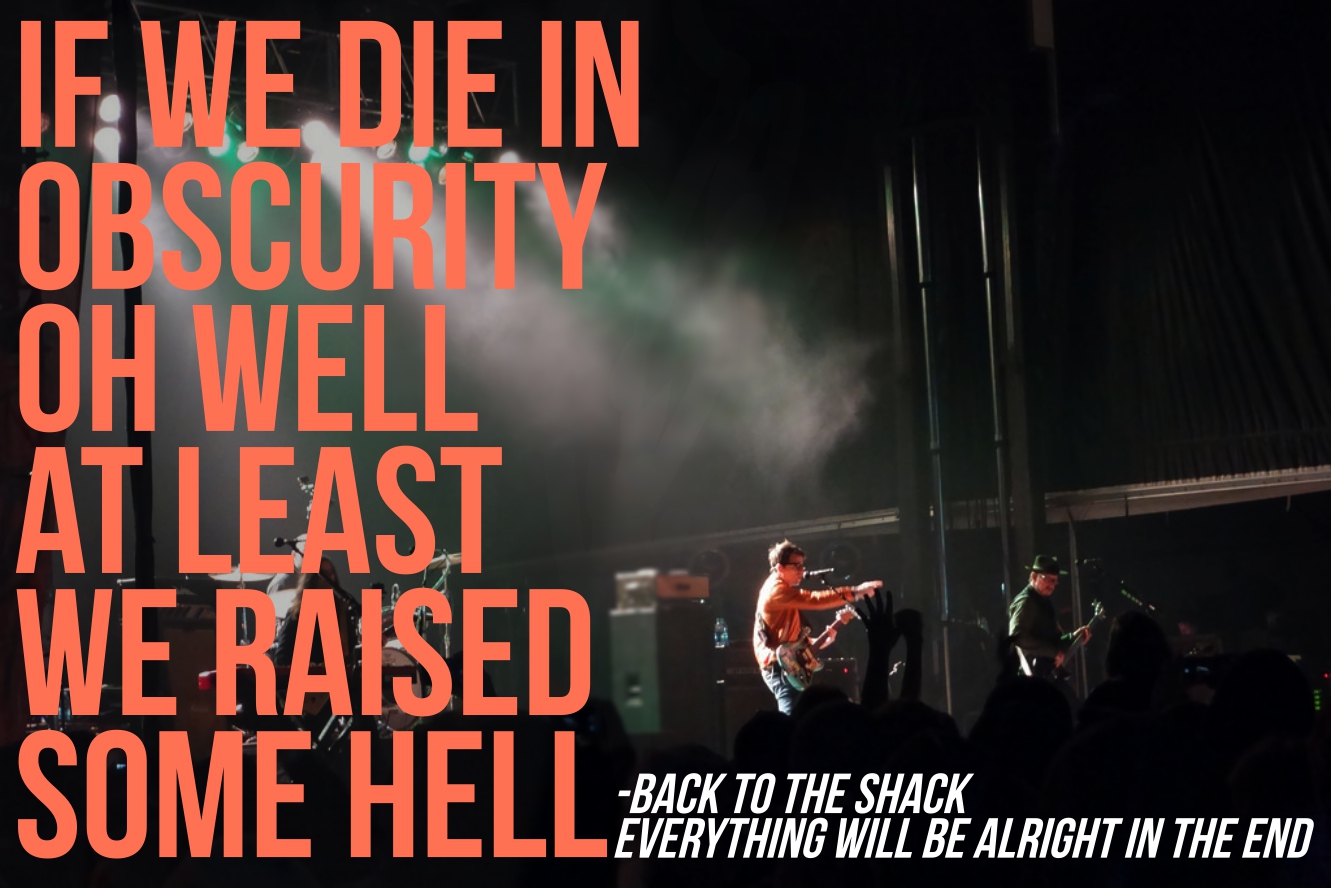 IF WE DIE IN
OBSCURITY
OH WELL
AT LEAST
WE RAISED
SOME HELL
-BACK TO THE SHACK
EVERYTHING WILL BE ALRIGHT IN THE END